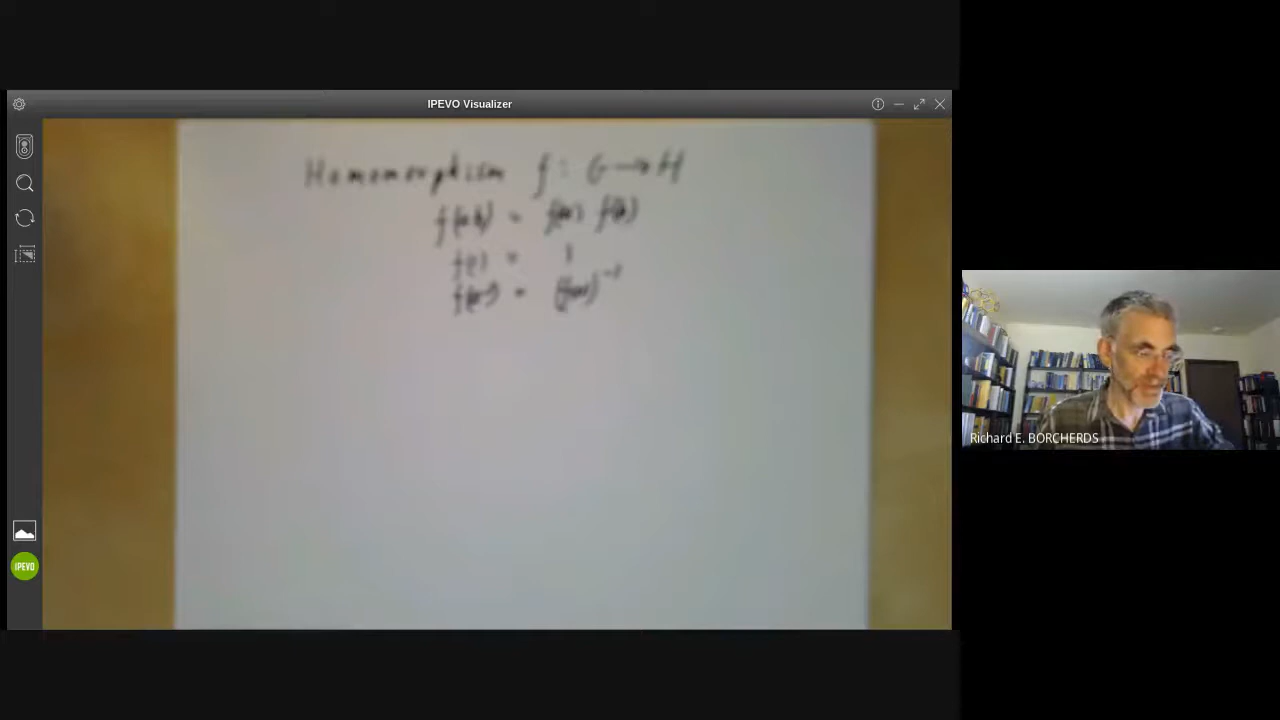 IPEVO Visualizer
Homomorphism f: G → H
f(ab) = f(a) f(b)
f(1) = 1
f(a⁻¹) = (f(a))⁻¹
IPEVO
Richard E. BORCHERDS